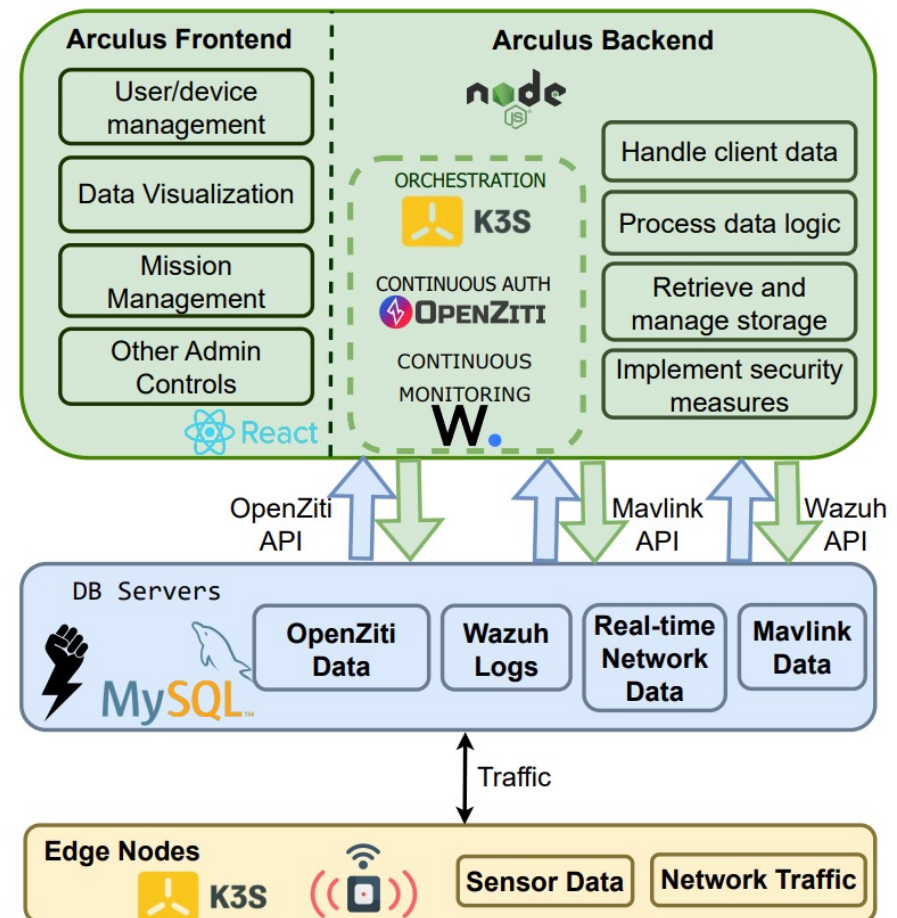 Arculus Frontend
User/device
management
Data Visualization
Mission
Management
Other Admin
Controls
React
Arculus Backend
node
JS
ORCHESTRATION
K3S
CONTINUOUS AUTH
OPENZITI
CONTINUOUS
MONITORING
W.
Handle client data
Process data logic
Retrieve and
manage storage
Implement security
measures
OpenZiti
API
Mavlink
API
Wazuh
API
DB Servers
MySQL™
OpenZiti
Data
Wazuh
Logs
Real-time
Network
Data
Mavlink
Data
Traffic
Edge Nodes
K3S
Sensor Data
Network Traffic